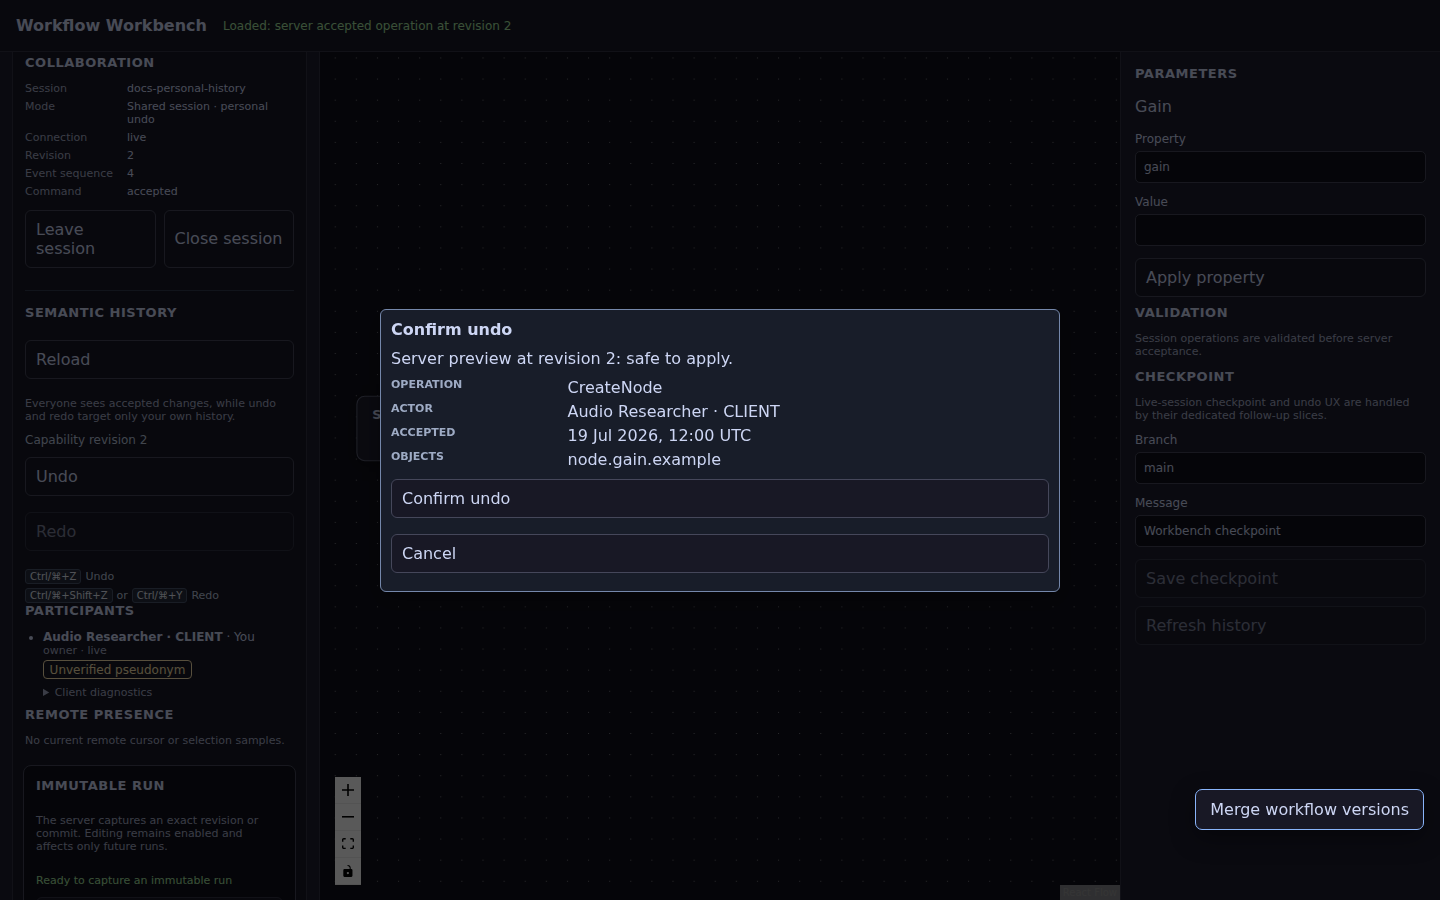 Workflow Workbench
Loaded: server accepted operation at revision 2
COLLABORATION
Session docs-personal-history
Mode Shared session · personal
undo
Connection live
Revision 2
Event sequence 4
Command accepted
Leave
session
Close session
SEMANTIC HISTORY
Reload
Everyone sees accepted changes, while undo
and redo target only your own history.
Capability revision 2
Undo
Redo
Ctrl/⌘+Z Undo
Ctrl/⌘+Shift+Z or Ctrl/⌘+Y Redo
PARTICIPANTS
Audio Researcher · CLIENT · You
owner · live
Unverified pseudonym
Client diagnostics
REMOTE PRESENCE
No current remote cursor or selection samples.
IMMUTABLE RUN
The server captures an exact revision or
commit. Editing remains enabled and
affects only future runs.
Ready to capture an immutable run
Confirm undo
Server preview at revision 2: safe to apply.
OPERATION CreateNode
ACTOR Audio Researcher · CLIENT
ACCEPTED 19 Jul 2026, 12:00 UTC
OBJECTS node.gain.example
Confirm undo
Cancel
PARAMETERS
Gain
Property
gain
Value
Apply property
VALIDATION
Session operations are validated before server
acceptance.
CHECKPOINT
Live-session checkpoint and undo UX are handled
by their dedicated follow-up slices.
Branch
main
Message
Workbench checkpoint
Save checkpoint
Refresh history
Merge workflow versions